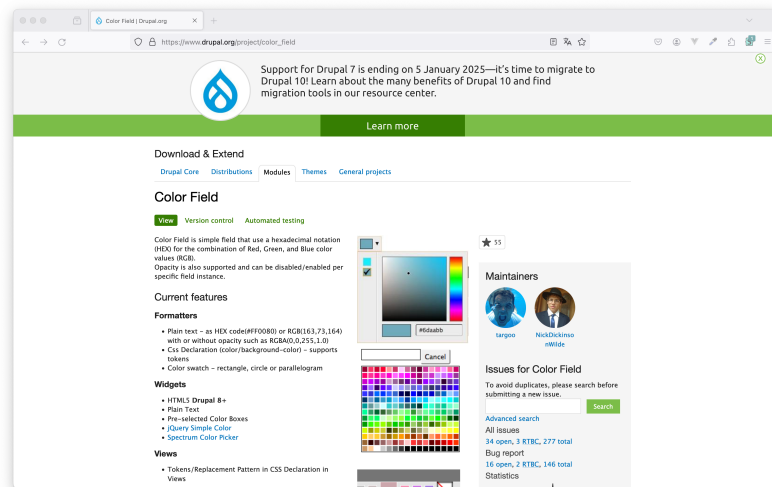 Color Field | Drupal.org
https://www.drupal.org/project/color_field
Support for Drupal 7 is ending on 5 January 2025—it's time to migrate to
Drupal 10! Learn about the many benefits of Drupal 10 and find
migration tools in our resource center.
Learn more
Download & Extend
Drupal Core Distributions Modules Themes General projects
Color Field
View Version control Automated testing
Color Field is simple field that use a hexadecimal notation
(HEX) for the combination of Red, Green, and Blue color
values (RGB).
Opacity is also supported and can be disabled/enabled per
specific field instance.
Current features
Formatters
• Plain text - as HEX code(#FF0080) or RGB(163,73,164)
with or without opacity such as RGBA(0,0,255,1.0)
• Css Declaration (color/background-color) - supports
tokens
• Color swatch - rectangle, circle or parallelogram
Widgets
• HTML5 Drupal 8+
• Plain Text
• Pre-selected Color Boxes
• jQuery Simple Color
• Spectrum Color Picker
Views
• Tokens/Replacement Pattern in CSS Declaration in
Views
#6daabb
Cancel
55
Maintainers
targoo
NickDickinso
nWilde
Issues for Color Field
To avoid duplicates, please search before
submitting a new issue.
Search
Advanced search
All issues
34 open, 3 RTBC, 277 total
Bug report
16 open, 2 RTBC, 146 total
Statistics